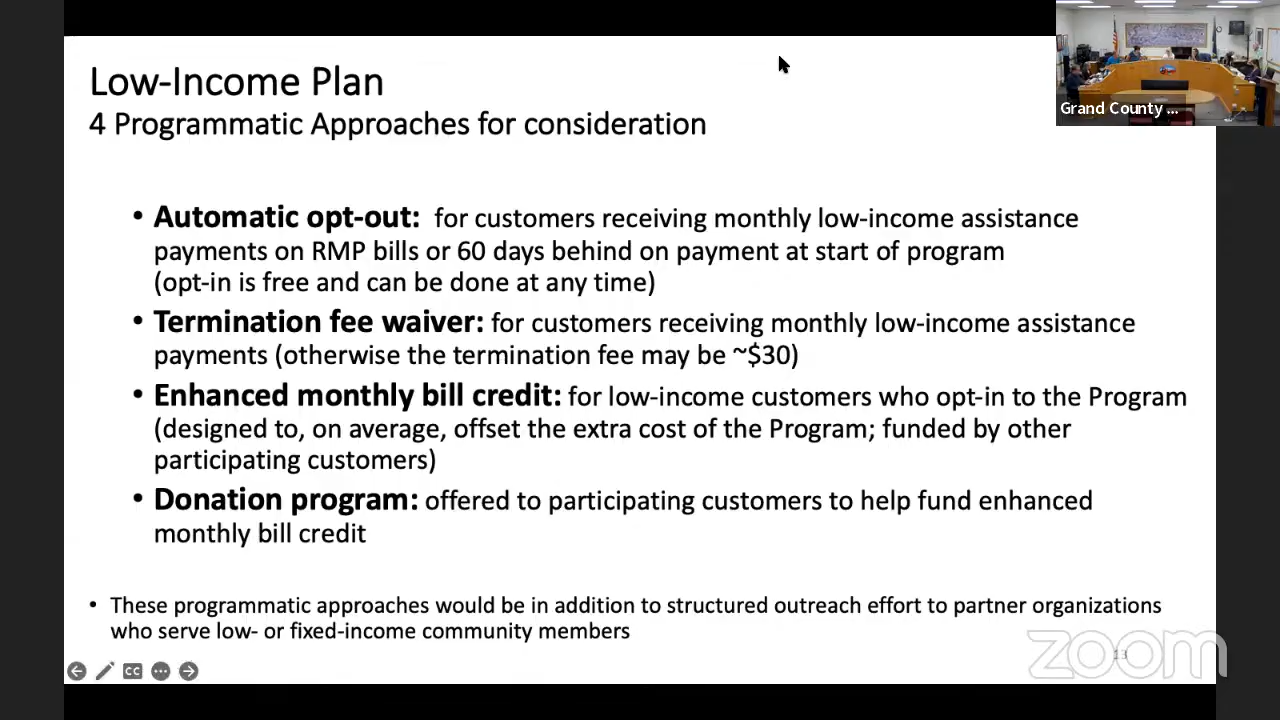 Low-Income Plan
4 Programmatic Approaches for consideration
Grand County ...
• Automatic opt-out: for customers receiving monthly low-income assistance
payments on RMP bills or 60 days behind on payment at start of program
(opt-in is free and can be done at any time)
• Termination fee waiver: for customers receiving monthly low-income assistance
payments (otherwise the termination fee may be ~$30)
• Enhanced monthly bill credit: for low-income customers who opt-in to the Program
(designed to, on average, offset the extra cost of the Program; funded by other
participating customers)
• Donation program: offered to participating customers to help fund enhanced
monthly bill credit
• These programmatic approaches would be in addition to structured outreach effort to partner organizations
who serve low- or fixed-income community members
CC
13
zoom